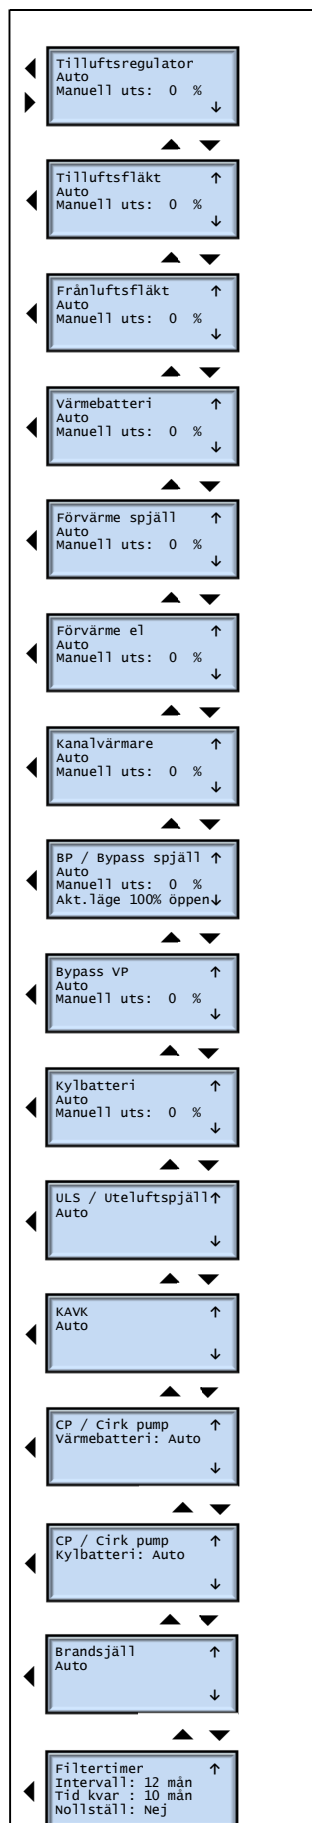 Tilluftsregulator
Auto
Manuell uts: 0 %
↓
Tilluftsfläkt ↑
Auto
Manuell uts: 0 %
↓
Frånluftsfläkt ↑
Auto
Manuell uts: 0 %
↓
Värmebatteri ↑
Auto
Manuell uts: 0 %
↓
Förvärme spjäll ↑
Auto
Manuell uts: 0 %
↓
Förvärme el ↑
Auto
Manuell uts: 0 %
↓
Kanalvärmare ↑
Auto
Manuell uts: 0 %
↓
BP / Bypass spjäll ↑
Auto
Manuell uts: 0 %
Akt.läge 100% öppen↓
Bypass VP ↑
Auto
Manuell uts: 0 %
↓
Kylbatteri ↑
Auto
Manuell uts: 0 %
↓
ULS / Uteluftspjäll↑
Auto
↓
KAVK ↑
Auto
↓
CP / Cirk pump ↑
Värmebatteri: Auto
↓
CP / Cirk pump ↑
Kylbatteri: Auto
↓
Brandsjäll ↑
Auto
↓
Filtertimer ↑
Intervall: 12 mån
Tid kvar : 10 mån
Nollställ: Nej